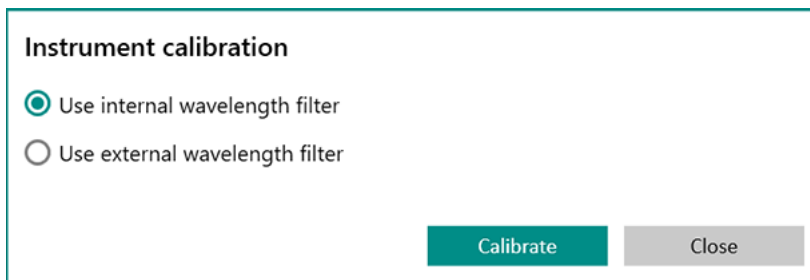 Instrument calibration
Use internal wavelength filter
Use external wavelength filter
Calibrate Close